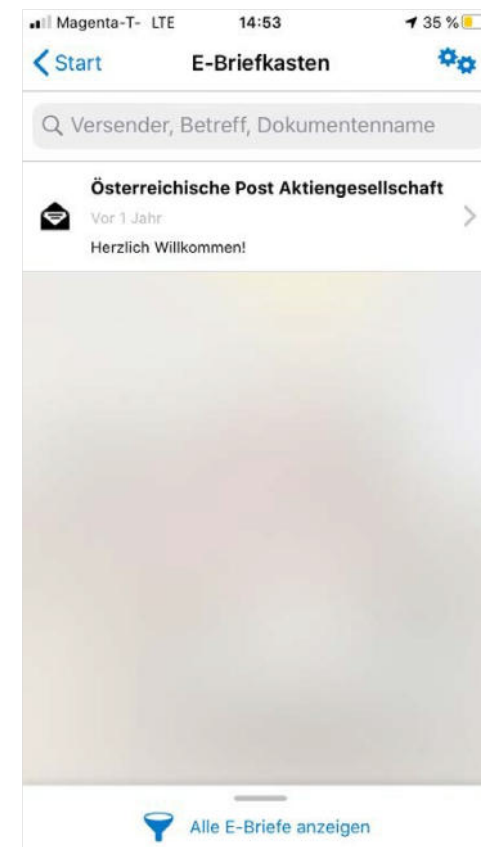 Magenta-T- LTE 14:53 35 %
Start E-Briefkasten
Versender, Betreff, Dokumentenname
Österreichische Post Aktiengesellschaft
Vor 1 Jahr
Herzlich Willkommen!
Alle E-Briefe anzeigen